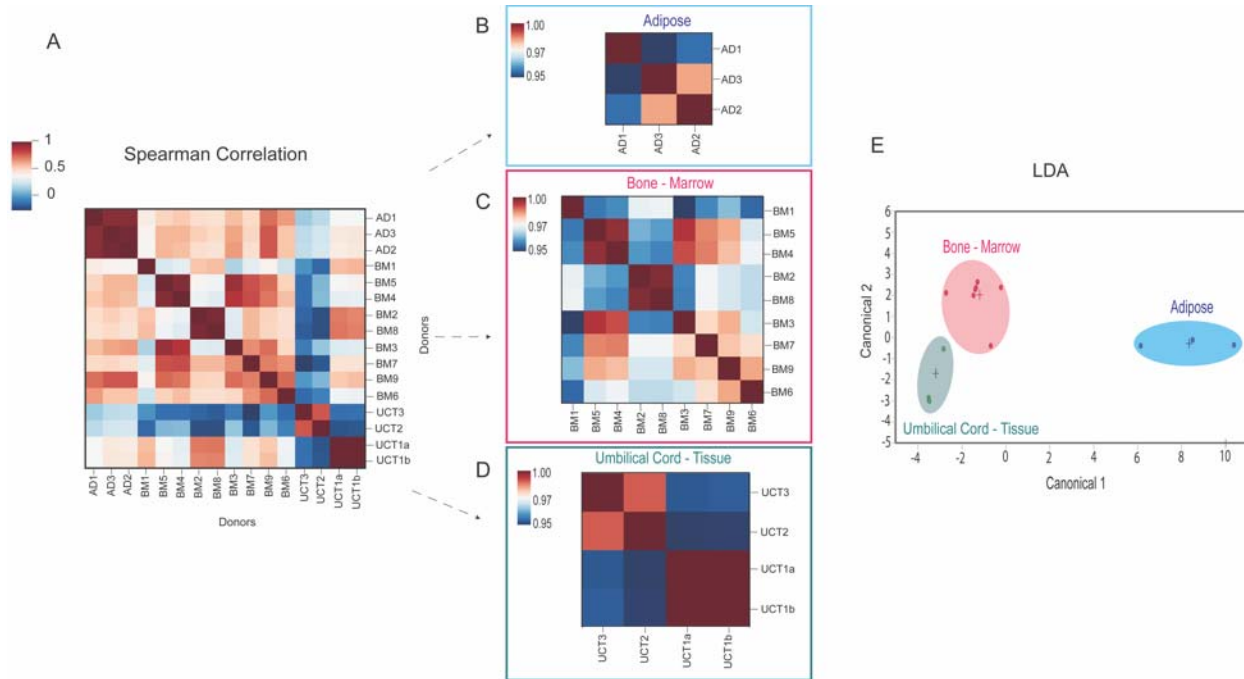 A
Spearman Correlation
1
0.5
0
AD1
AD3
AD2
BM1
BM5
BM4
BM2
BM8
BM3
BM7
BM9
BM6
UCT3
UCT2
UCT1a
UCT1b
Donors
AD1
AD3
AD2
BM1
BM5
BM4
BM2
BM8
BM3
BM7
BM9
BM6
UCT3
UCT2
UCT1a
UCT1b
Donors
B
Adipose
1.00
0.97
0.95
AD1
AD3
AD2
AD1
AD3
AD2
C
Bone - Marrow
1.00
0.97
0.95
BM1
BM5
BM4
BM2
BM8
BM3
BM7
BM9
BM6
BM1
BM5
BM4
BM2
BM8
BM3
BM7
BM9
BM6
D
Umbilical Cord - Tissue
1.00
0.97
0.95
UCT3
UCT2
UCT1a
UCT1b
UCT3
UCT2
UCT1a
UCT1b
E
LDA
Canonical 2
6
5
4
3
2
1
0
-1
-2
-3
-4
-5
Bone - Marrow
Adipose
Umbilical Cord - Tissue
-4
-2
0
2
4
6
8
10
Canonical 1